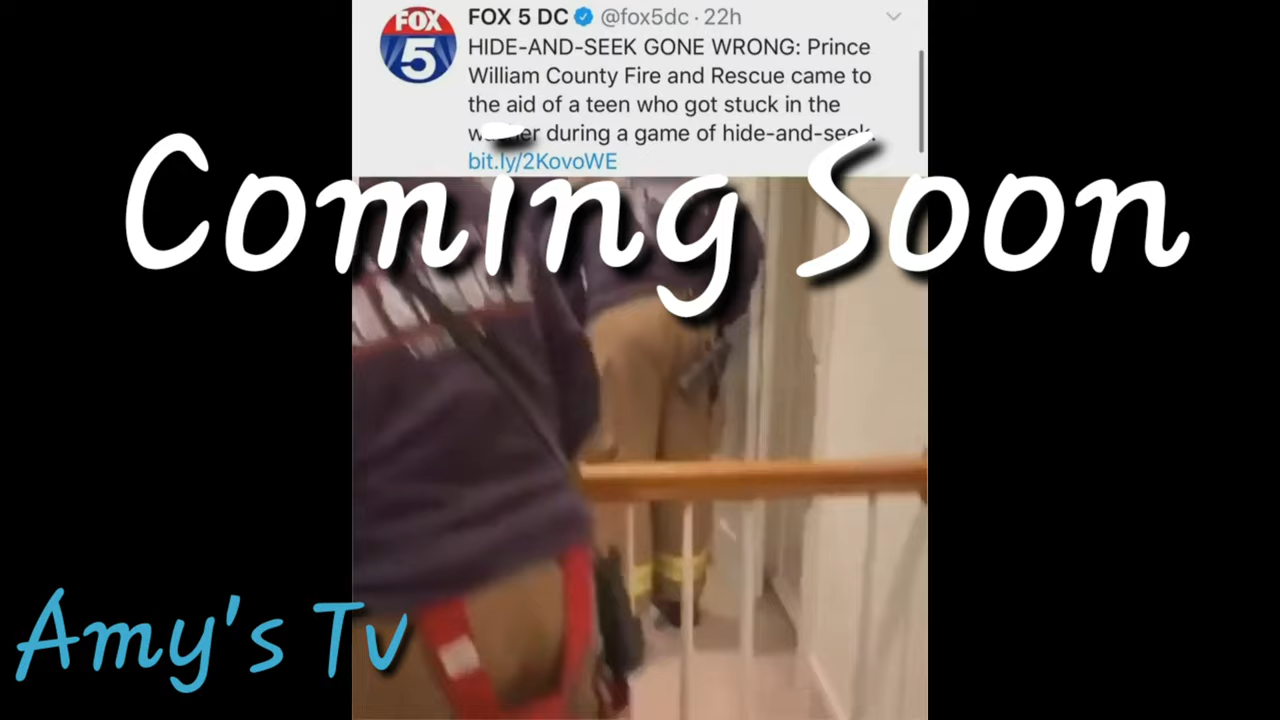 FOX
5
FOX 5 DC @fox5dc · 22h
HIDE-AND-SEEK GONE WRONG: Prince
William County Fire and Rescue came to
the aid of a teen who got stuck in the
washer during a game of hide-and-seek.
bit.ly/2KovoWE
Coming Soon
Amy's Tv